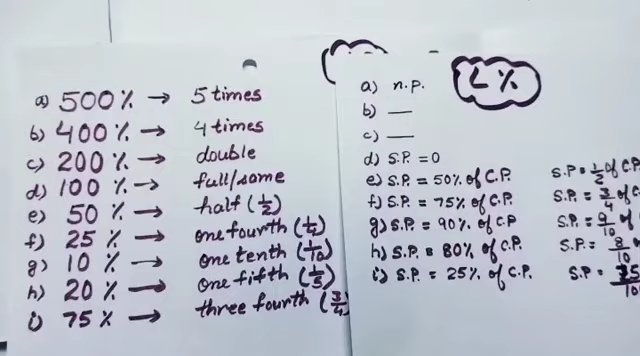 a) 500% → 5 times
b) 400% → 4 times
c) 200% → double
d) 100% → full/same
e) 50% → half (1/2)
f) 25% → one fourth (1/4)
g) 10% → one tenth (1/10)
h) 20% → one fifth (1/5)
i) 75% → three fourth (3/4)
L%
a) n.p.
b) —
c) —
d) S.P. = 0
e) S.P. = 50% of C.P. S.P = 1/2 of C.P.
f) S.P. = 75% of C.P. S.P. = 3/4 of C.P.
g) S.P. = 90% of C.P S.P. = 9/10 of
h) S.P. = 80% of C.P. S.P. = 8/10 of
i) S.P. = 25% of C.P. S.P =